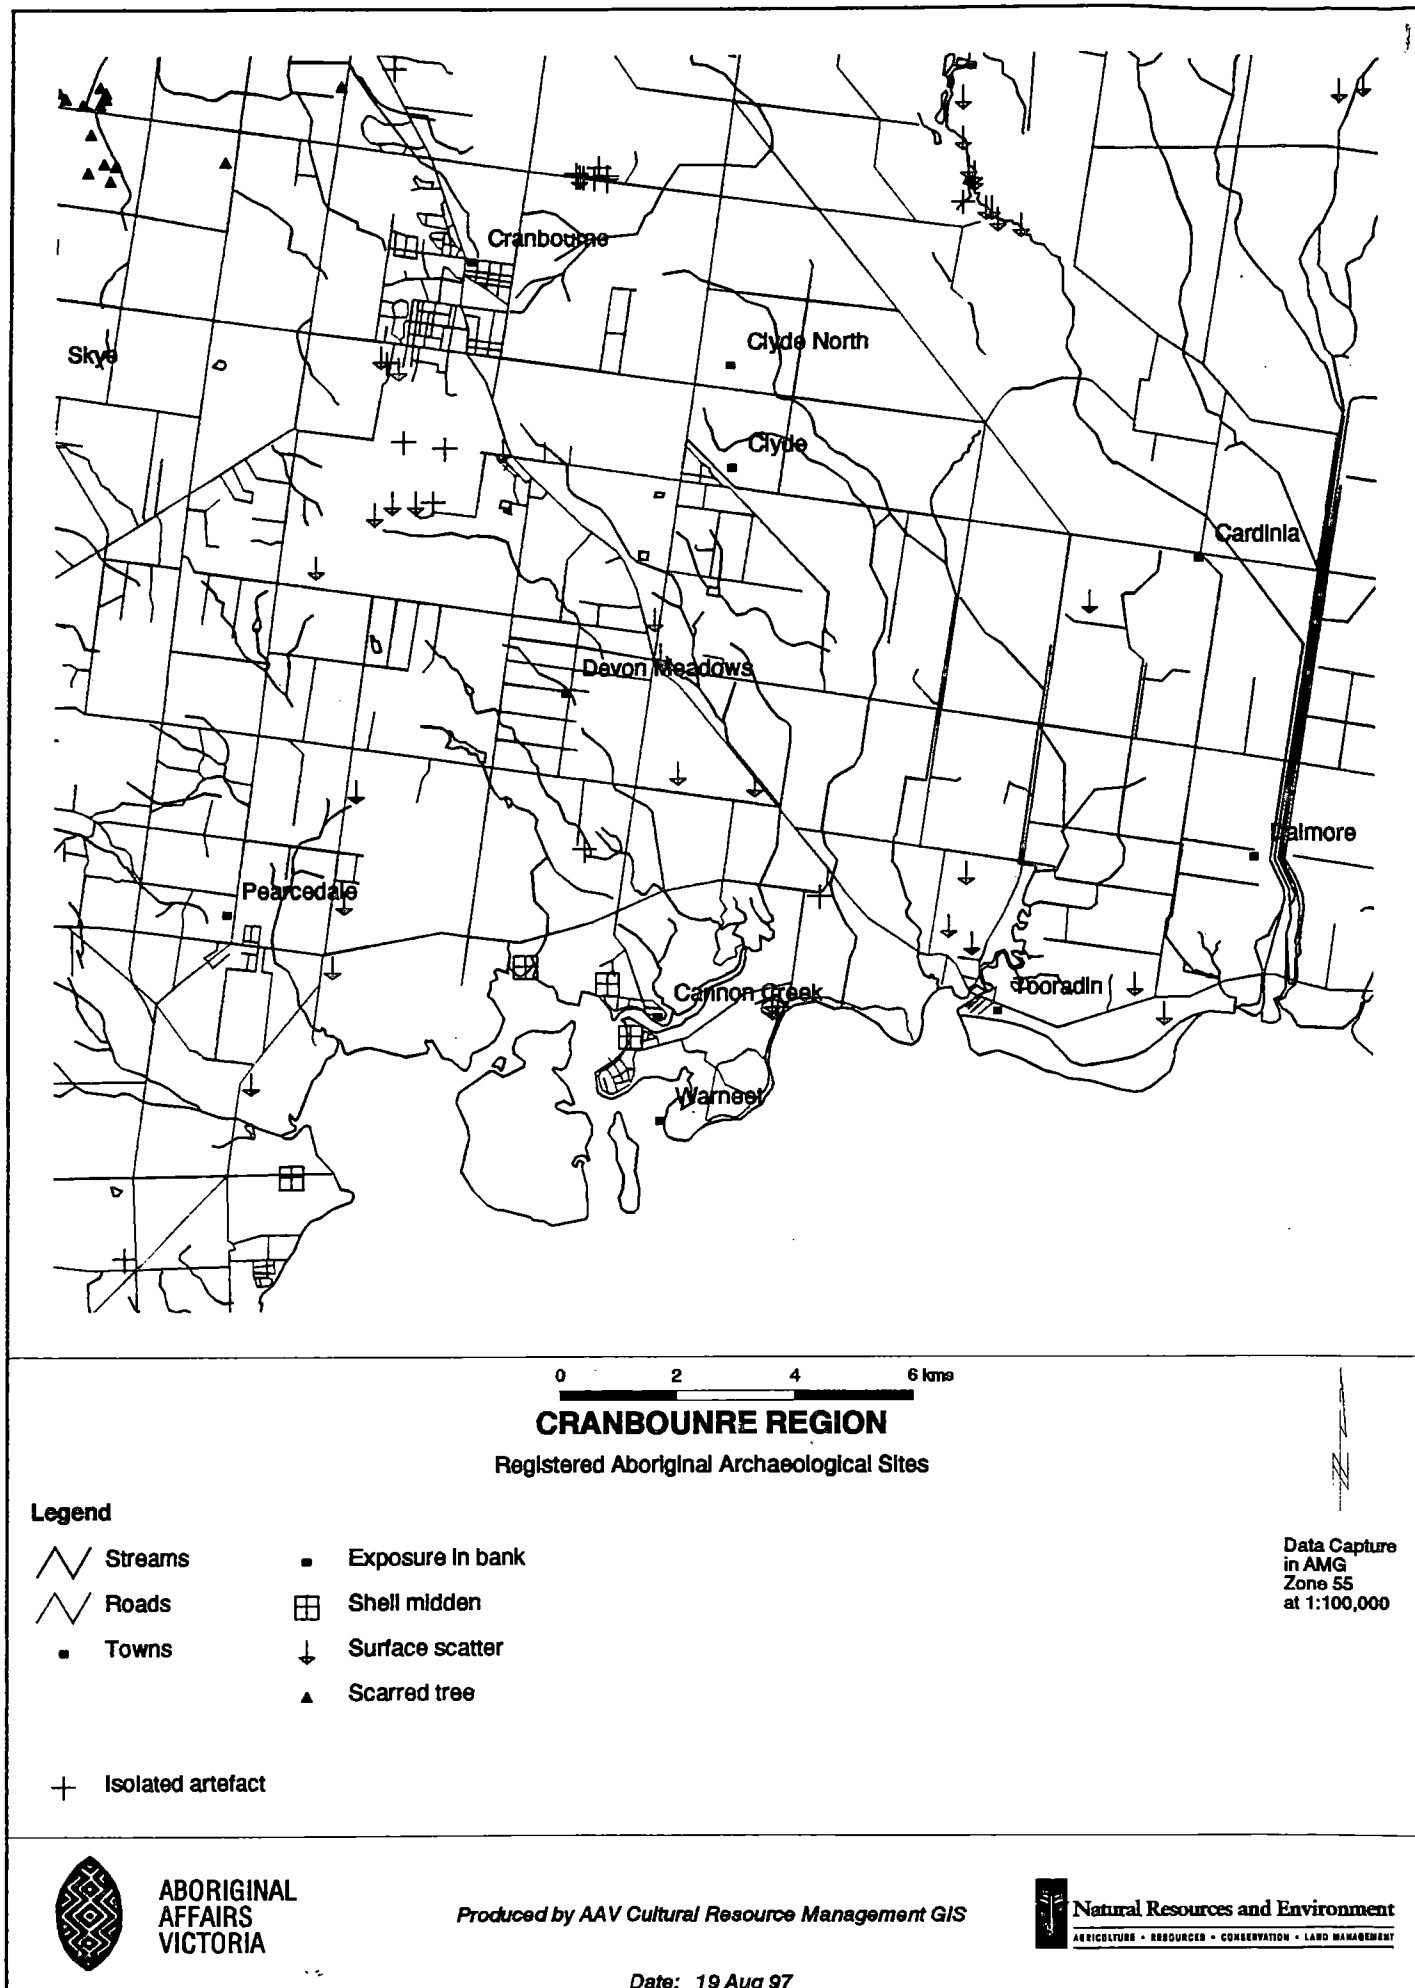 Cranbourne
Clyde North
Skye
Clyde
Cardinia
Devon Meadows
Dalmore
Pearcedale
Cannon Creek
Tooradin
Warneet
0 2 4 6 kms
CRANBOUNRE REGION
Registered Aboriginal Archaeological Sites
Legend
Streams
Roads
Towns
Exposure in bank
Shell midden
Surface scatter
Scarred tree
Isolated artefact
Data Capture
in AMG
Zone 55
at 1:100,000
ABORIGINAL
AFFAIRS
VICTORIA
Produced by AAV Cultural Resource Management GIS
Date: 19 Aug 97
Natural Resources and Environment
AGRICULTURE • RESOURCES • CONSERVATION • LAND MANAGEMENT